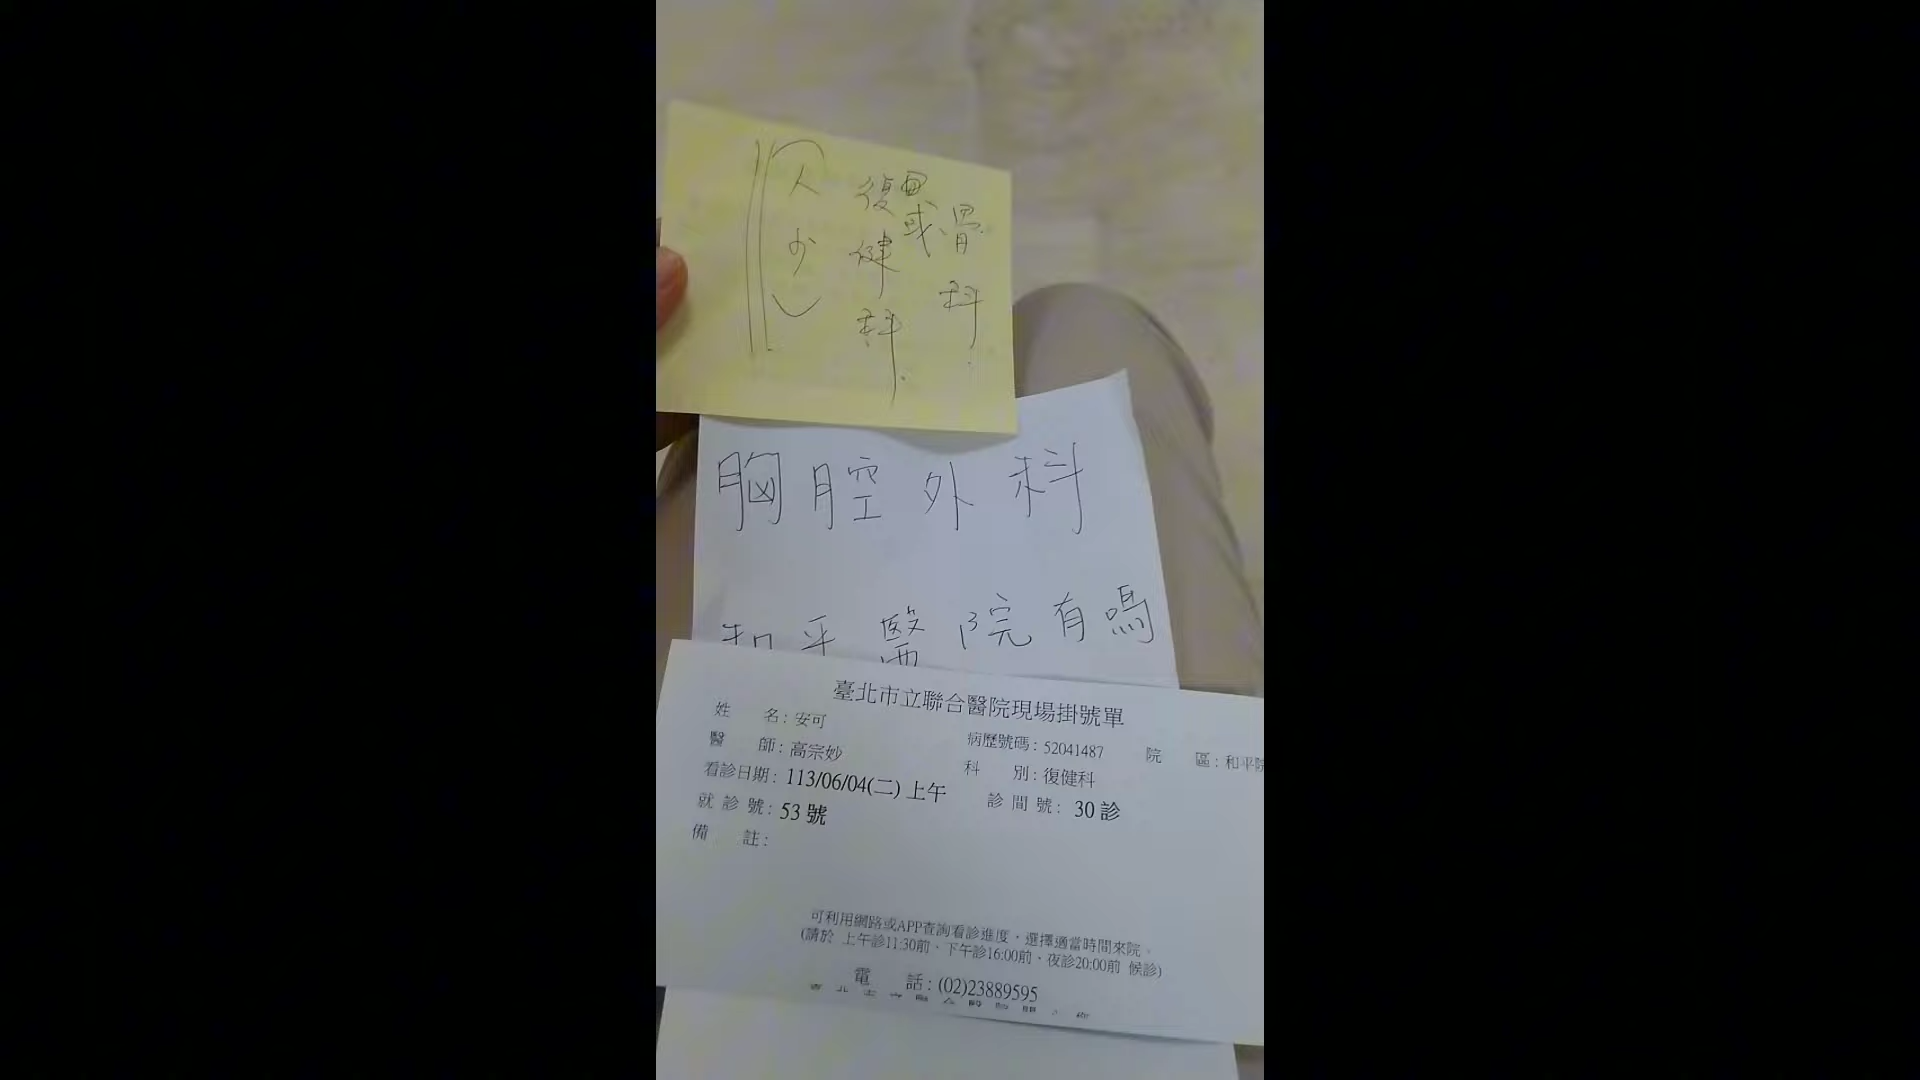 骨科
或
復健科
(人少)
胸腔外科
和平醫院有嗎
臺北市立聯合醫院現場掛號單
姓 名：安可
病歷號碼：52041487
院 區：和平院
醫 師：高宗妙
科 別：復健科
看診日期：113/06/04(二) 上午
診 間 號：30 診
就 診 號：53 號
備 註：
可利用網路或APP查詢看診進度，選擇適當時間來院。
(請於 上午診11:30前、下午診16:00前、夜診20:00前 候診)
電 話：(02)23889595